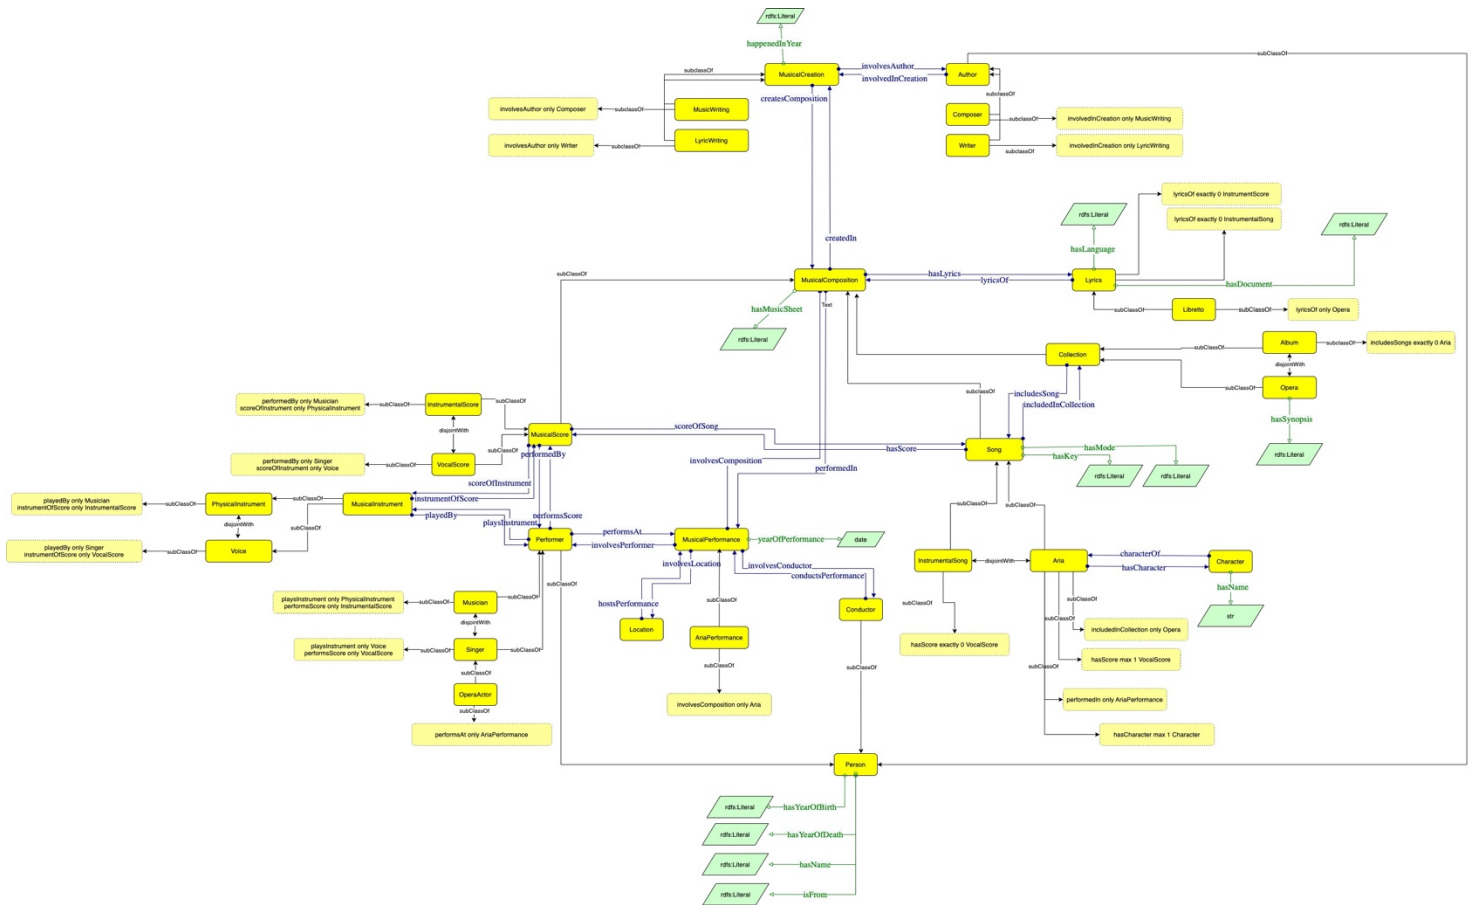 rdfs:Literal
happenedInYear
subClassOf
MusicalCreation
involvesAuthor
involvedInCreation
Author
subclassOf
createsComposition
subclassOf
involvesAuthor only Composer
subclassOf
MusicWriting
Composer
subclassOf
involvedInCreation only MusicWriting
involvesAuthor only Writer
subClassOf
LyricWriting
Writer
subclassOf
involvedInCreation only LyricWriting
lyricsOf exactly 0 InstrumentScore
rdfs:Literal
lyricsOf exactly 0 InstrumentalSong
rdfs:Literal
createdIn
hasLanguage
subClassOf
MusicalComposition
hasLyrics
lyricsOf
Lyrics
hasDocument
Text
hasMusicSheet
subClassOf
Libretto
subClassOf
lyricsOf only Opera
rdfs:Literal
Collection
subClassOf
Album
subclassOf
includesSongs exactly 0 Aria
disjointWith
subClassOf
Opera
subclassOf
includesSong
includedInCollection
hasSynopsis
performedBy only Musician
scoreOfInstrument only PhysicalInstrument
subClassOf
InstrumentalScore
subClassOf
disjointWith
MusicalScore
scoreOfSong
hasScore
Song
hasMode
hasKey
rdfs:Literal
rdfs:Literal
rdfs:Literal
performedBy
subClassOf
performedBy only Singer
scoreOfInstrument only Voice
subClassOf
VocalScore
involvesComposition
performedIn
scoreOfInstrument
instrumentOfScore
playedBy only Musician
instrumentOfScore only InstrumentalScore
subClassOf
PhysicalInstrument
subClassOf
MusicalInstrument
subClassOf
subClassOf
disjointWith
subClassOf
playedBy
playsInstrument
performsScore
Performer
performsAt
involvesPerformer
MusicalPerformance
yearOfPerformance
date
playedBy only Singer
instrumentOfScore only VocalScore
subClassOf
Voice
involvesLocation
involvesConductor
conductsPerformance
InstrumentalSong
disjointWith
Aria
characterOf
hasCharacter
Character
subClassOf
hasName
playsInstrument only PhysicalInstrument
performsScore only InstrumentalScore
subClassOf
Musician
subClassOf
hostsPerformance
subClassOf
Conductor
subClassOf
subClassOf
subClassOf
str
disjointWith
Location
AriaPerformance
includedInCollection only Opera
playsInstrument only Voice
performsScore only VocalScore
subClassOf
Singer
subClassOf
hasScore exactly 0 VocalScore
hasScore max 1 VocalScore
subClassOf
subClassOf
subClassOf
subClassOf
OperaActor
involvesComposition only Aria
performedIn only AriaPerformance
subClassOf
performsAt only AriaPerformance
hasCharacter max 1 Character
Person
rdfs:Literal
hasYearOfBirth
rdfs:Literal
hasYearOfDeath
rdfs:Literal
hasName
rdfs:Literal
isFrom